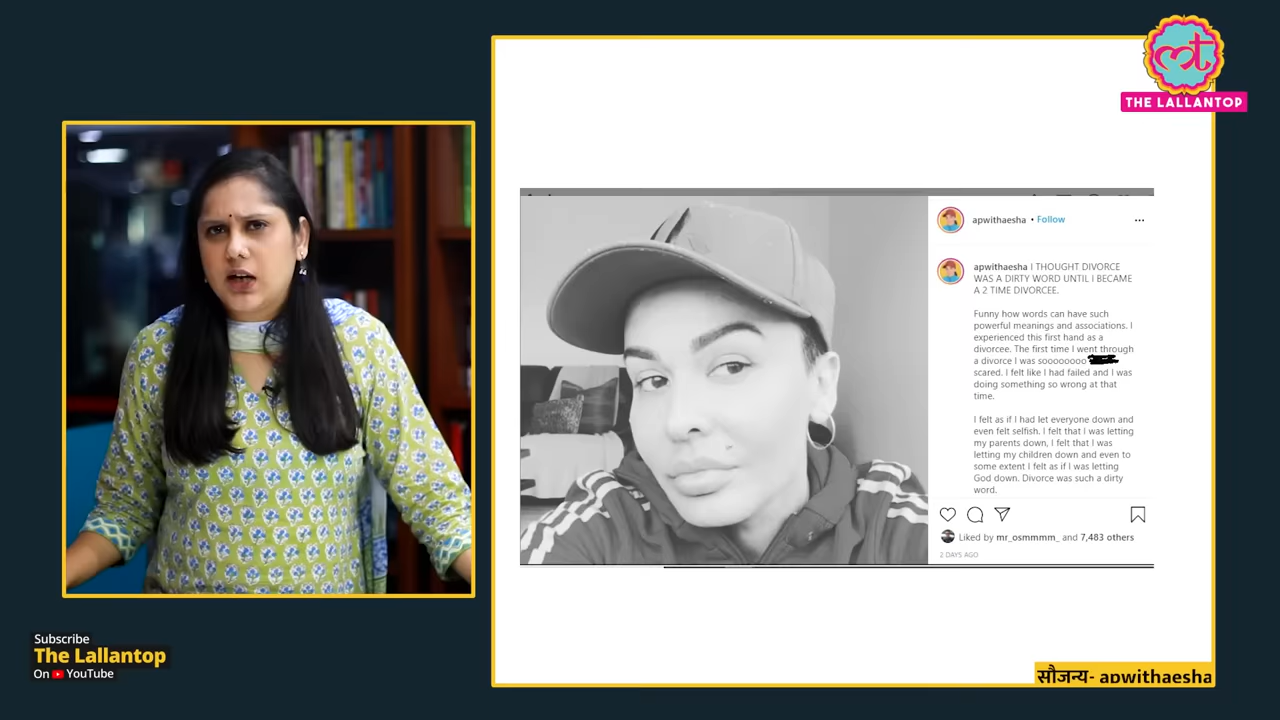 THE LALLANTOP
apwithaesha • Follow
apwithaesha I THOUGHT DIVORCE
WAS A DIRTY WORD UNTIL I BECAME
A 2 TIME DIVORCEE.
Funny how words can have such
powerful meanings and associations. I
experienced this first hand as a
divorcee. The first time I went through
a divorce I was sooooooo
scared. I felt like I had failed and I was
doing something so wrong at that
time.
I felt as if I had let everyone down and
even felt selfish. I felt that I was letting
my parents down, I felt that I was
letting my children down and even to
some extent I felt as if I was letting
God down. Divorce was such a dirty
word.
Liked by mr_osmmmm_ and 7,483 others
2 DAYS AGO
Subscribe
The Lallantop
On YouTube
सौजन्य- apwithaesha